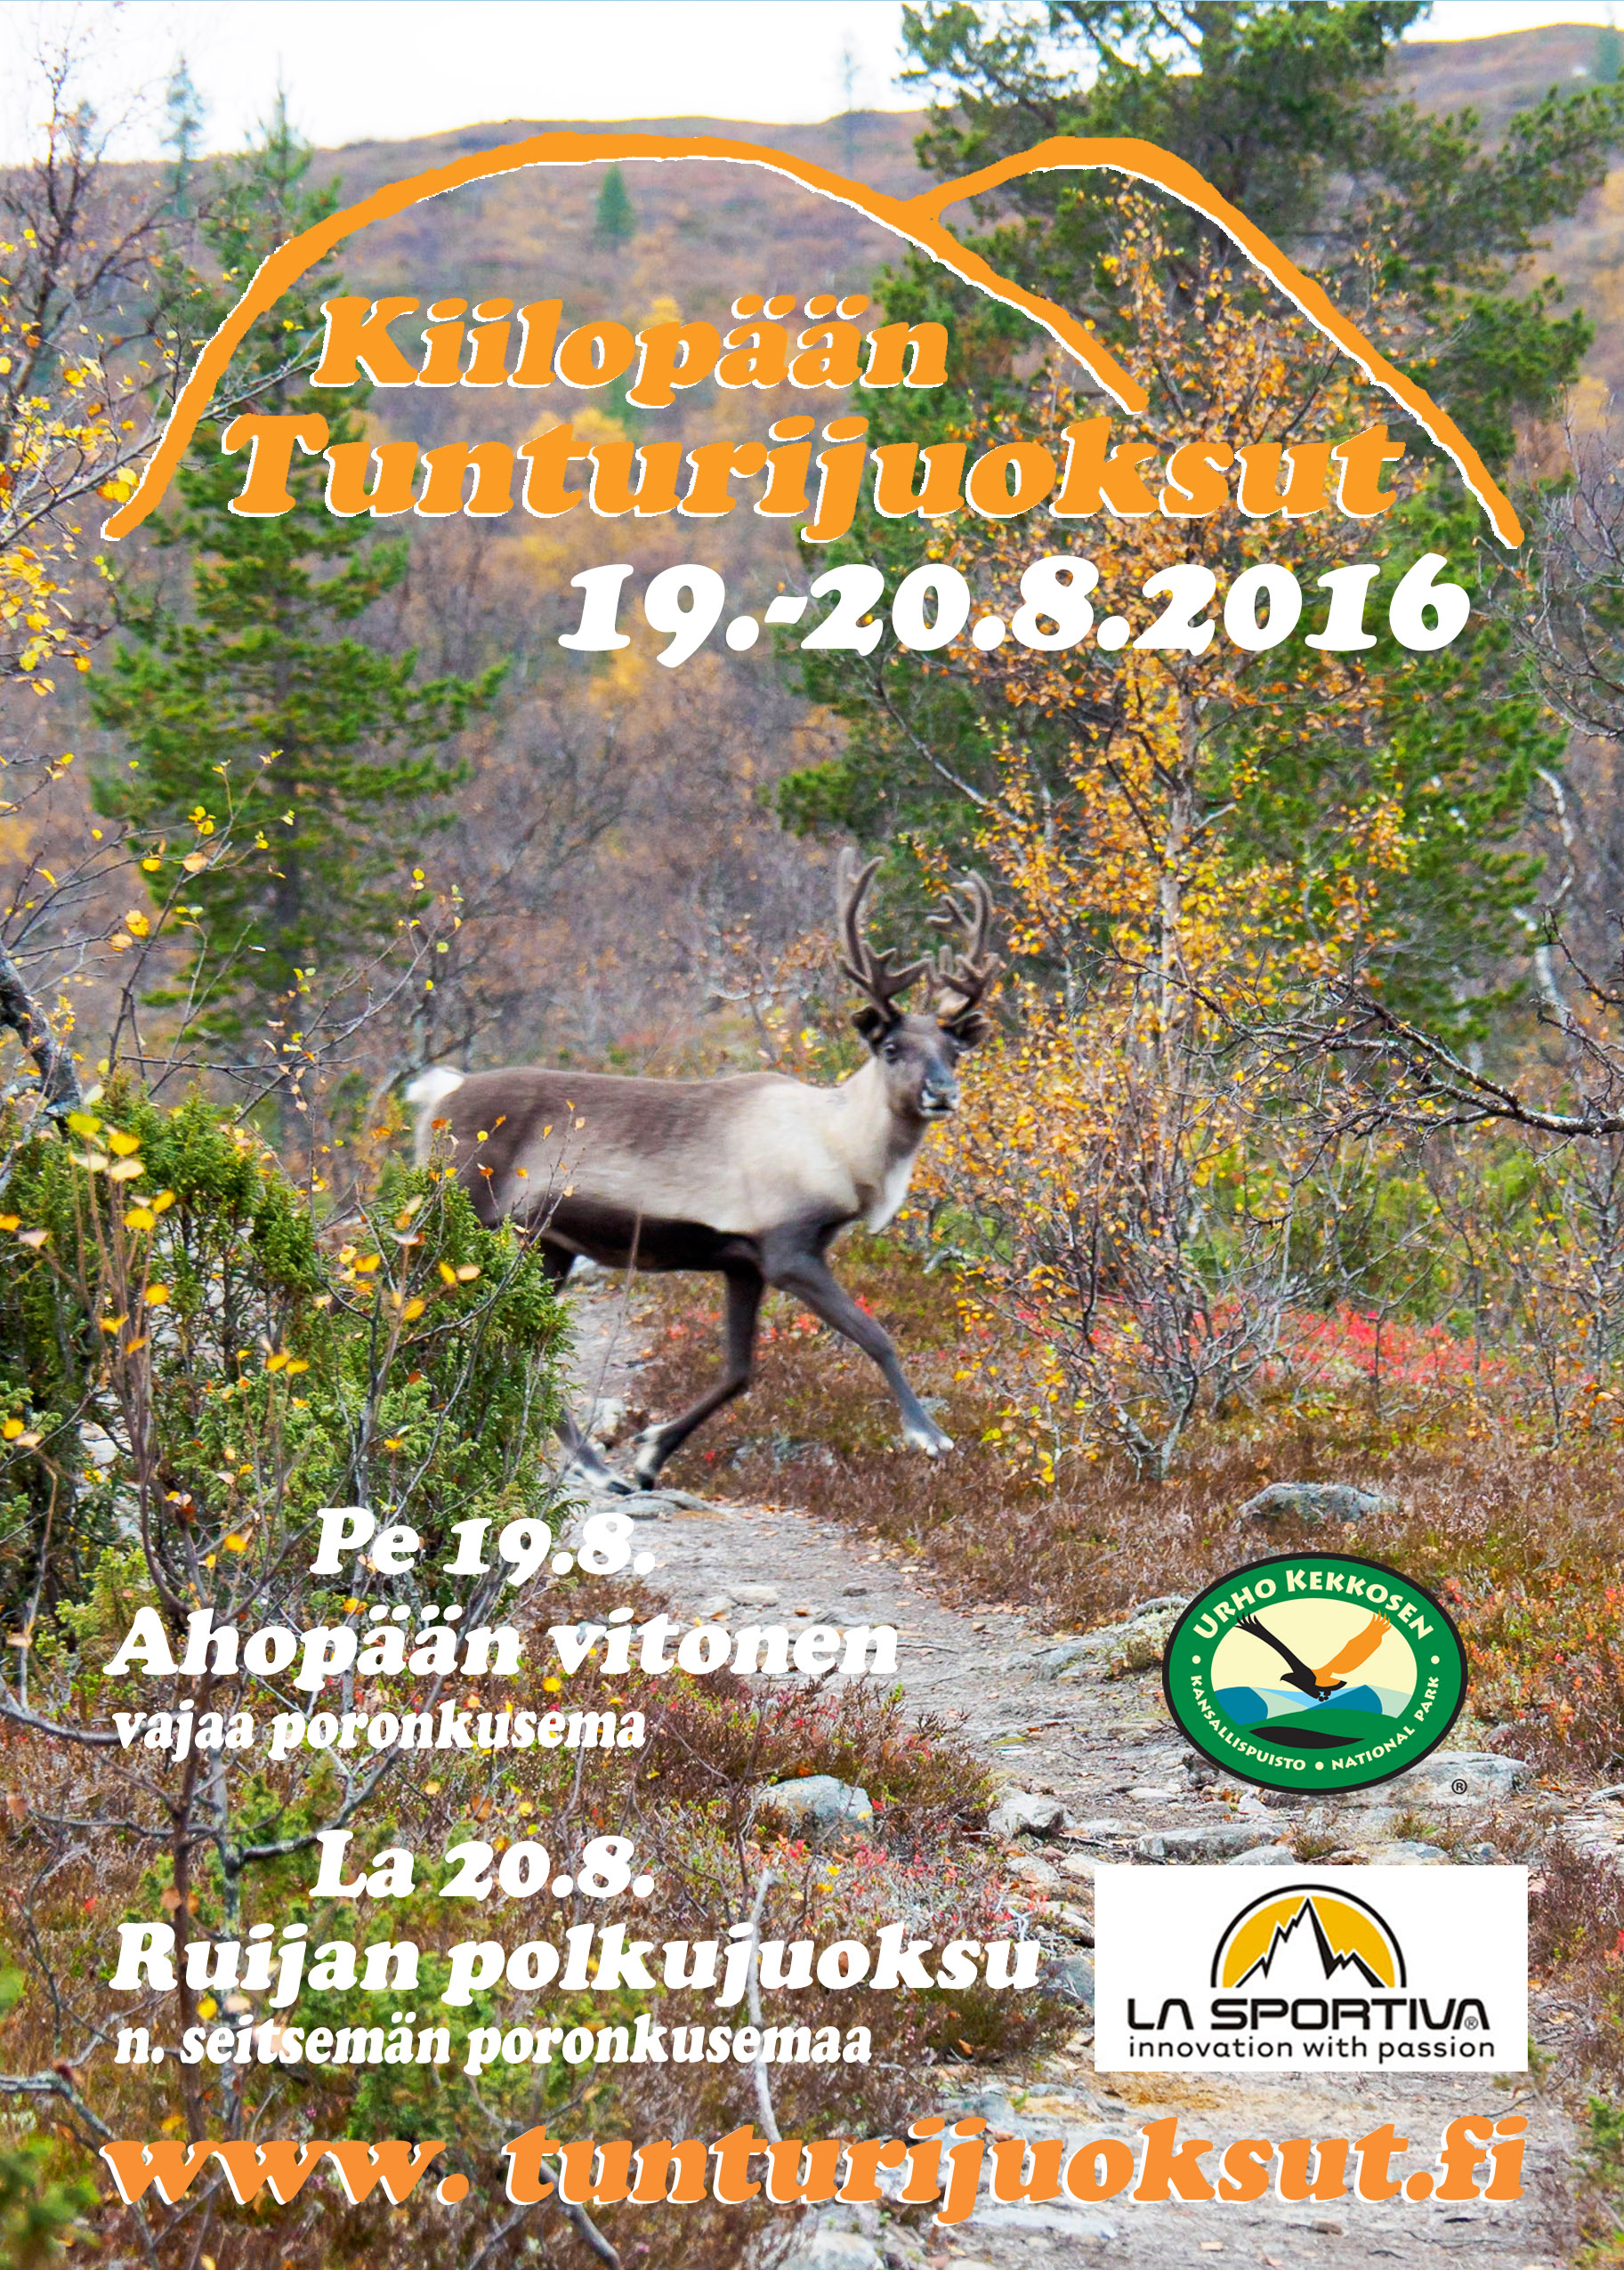 Kiilopään
Tunturijuoksut
19.-20.8.2016
Pe 19.8.
Ahopään vitonen
vajaa poronkusema
La 20.8.
Ruijan polkujuoksu
n. seitsemän poronkusemaa
URHO KEKKOSEN
KANSALLISPUISTO • NATIONAL PARK
®
LA SPORTIVA®
innovation with passion
www. tunturijuoksut.fi